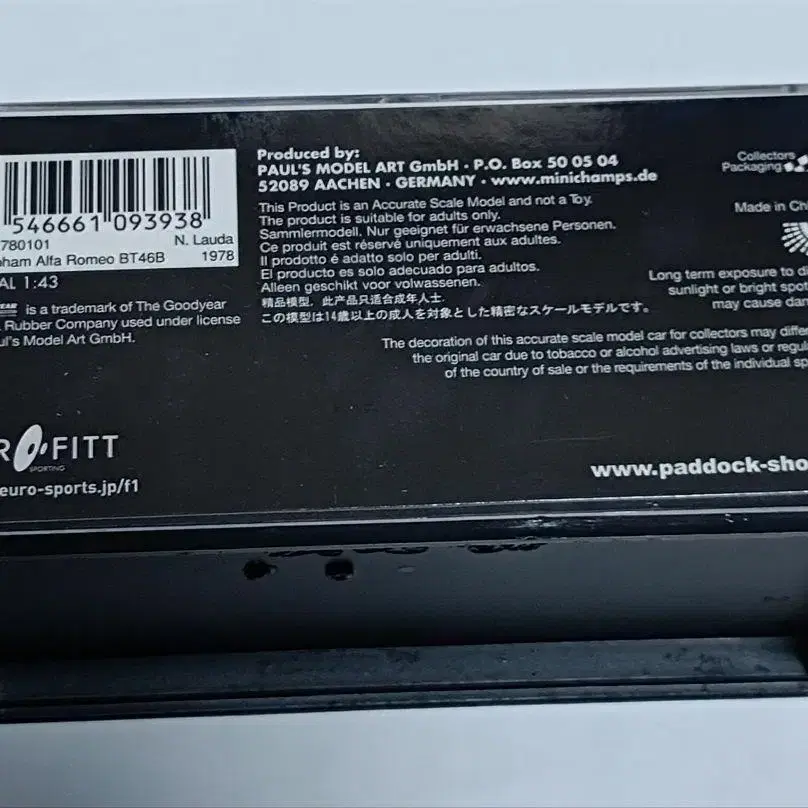 546661 093938
780101 N. Lauda
ham Alfa Romeo BT46B 1978
AL 1:43
is a trademark of The Goodyear
Rubber Company used under license
ul's Model Art GmbH.
R FITT
SPORTING
euro-sports.jp/f1
Produced by:
PAUL'S MODEL ART GmbH · P.O. Box 50 05 04
52089 AACHEN · GERMANY · www.minichamps.de
This Product is an Accurate Scale Model and not a Toy.
The product is suitable for adults only.
Sammlermodell. Nur geeignet für erwachsene Personen.
Ce produit est réservé uniquement aux adultes.
Il prodotto é adatto solo per adulti.
El producto es solo adecuado para adultos.
Alleen geschikt voor volwassenen.
精品模型，此产品只适合成年人士.
この模型は14歳以上の成人を対象とした精密なスケールモデルです。
Collectors
Packaging
Made in Chi
Long term exposure to d
sunlight or bright spot
may cause dar
The decoration of this accurate scale model car for collectors may diffe
the original car due to tobacco or alcohol advertising laws or regul
of the country of sale or the requirements of the individual sp
www.paddock-sho